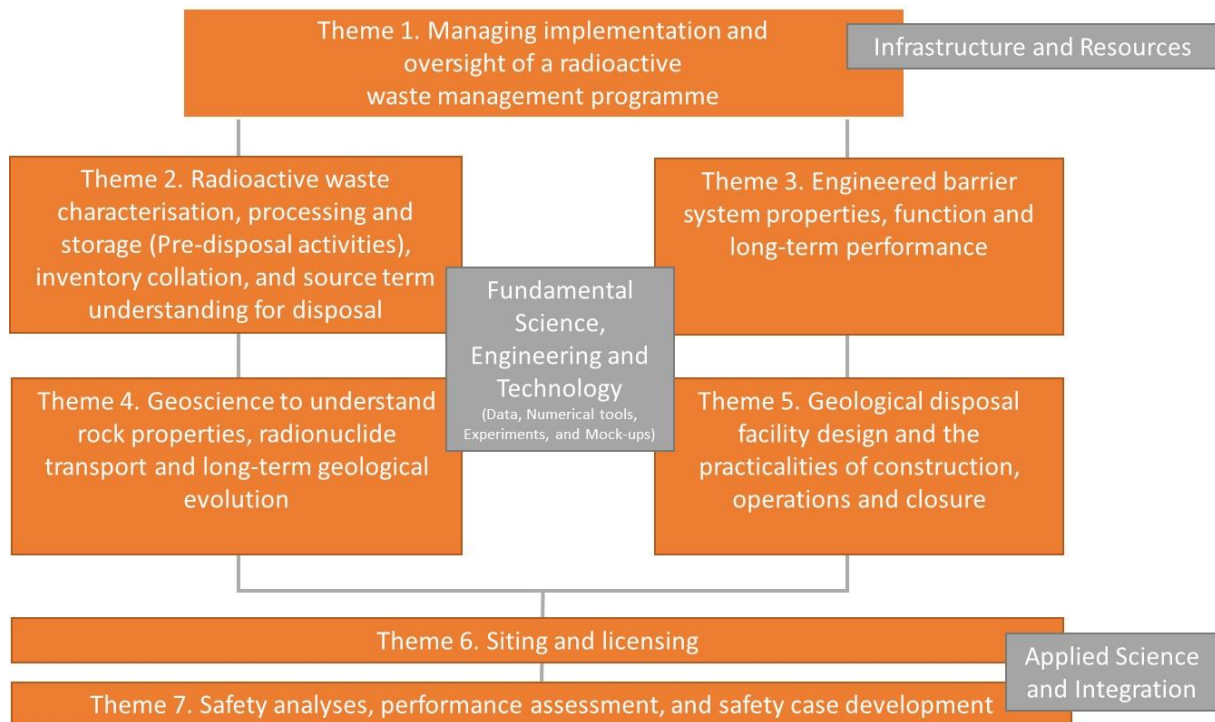 Theme 1. Managing implementation and
oversight of a radioactive
waste management programme
Infrastructure and Resources
Theme 2. Radioactive waste
characterisation, processing and
storage (Pre-disposal activities),
inventory collation, and source term
understanding for disposal
Theme 3. Engineered barrier
system properties, function and
long-term performance
Fundamental
Science,
Engineering and
Technology
(Data, Numerical tools,
Experiments, and Mock-ups)
Theme 4. Geoscience to understand
rock properties, radionuclide
transport and long-term geological
evolution
Theme 5. Geological disposal
facility design and the
practicalities of construction,
operations and closure
Theme 6. Siting and licensing
Applied Science
and Integration
Theme 7. Safety analyses, performance assessment, and safety case development